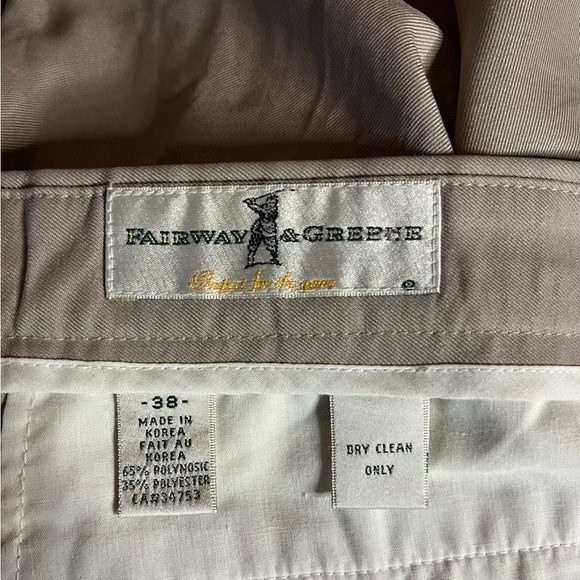 FAIRWAY & GREENE
Respect for the game
®
-38-
MADE IN
KOREA
FAIT AU
KOREA
65% POLYNOSIC
35% POLYESTER
CA#34753
DRY CLEAN
ONLY